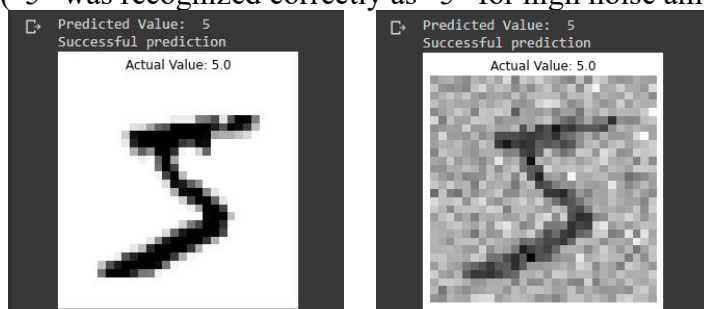 ("5" was recognized correctly as "5" for high noise
Predicted Value: 5
Successful prediction
Actual Value: 5.0
Predicted Value: 5
Successful prediction
Actual Value: 5.0